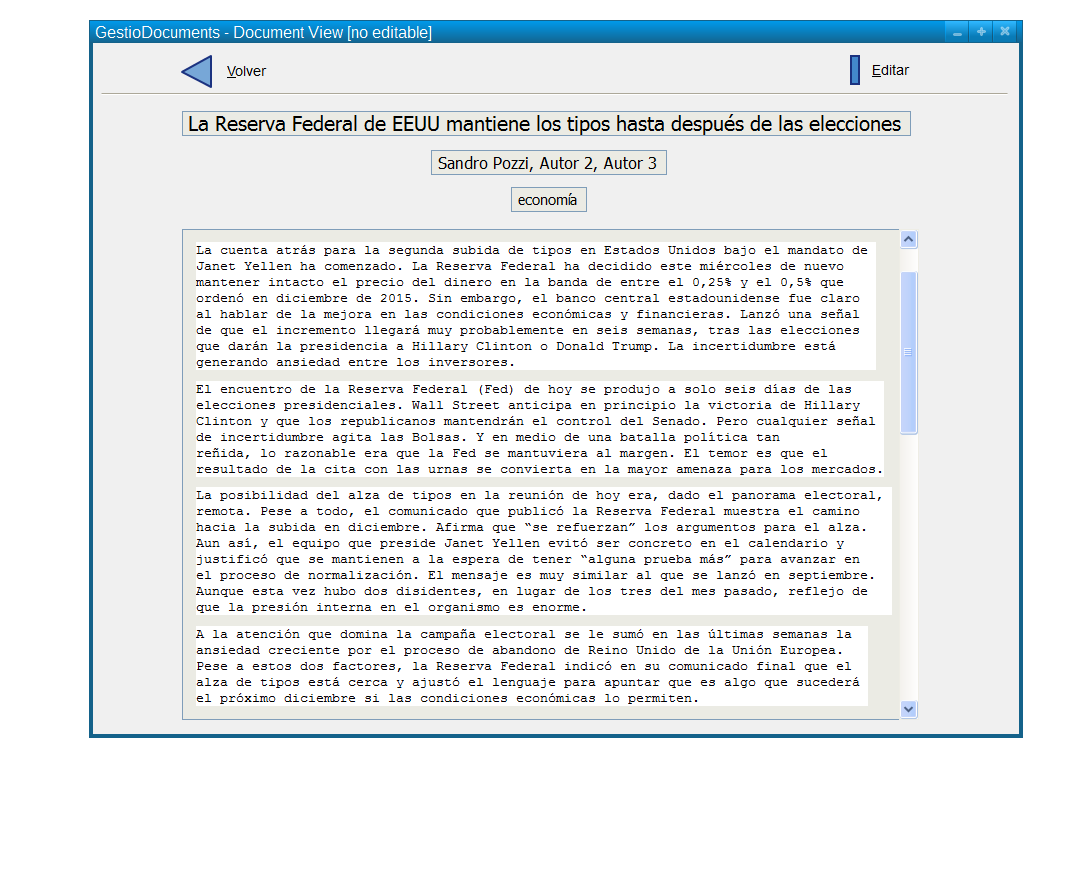 GestioDocuments - Document View [no editable]
Volver
Editar
La Reserva Federal de EEUU mantiene los tipos hasta después de las elecciones
Sandro Pozzi, Autor 2, Autor 3
economía
La cuenta atrás para la segunda subida de tipos en Estados Unidos bajo el mandato de
Janet Yellen ha comenzado. La Reserva Federal ha decidido este miércoles de nuevo
mantener intacto el precio del dinero en la banda de entre el 0,25% y el 0,5% que
ordenó en diciembre de 2015. Sin embargo, el banco central estadounidense fue claro
al hablar de la mejora en las condiciones económicas y financieras. Lanzó una señal
de que el incremento llegará muy probablemente en seis semanas, tras las elecciones
que darán la presidencia a Hillary Clinton o Donald Trump. La incertidumbre está
generando ansiedad entre los inversores.
El encuentro de la Reserva Federal (Fed) de hoy se produjo a solo seis días de las
elecciones presidenciales. Wall Street anticipa en principio la victoria de Hillary
Clinton y que los republicanos mantendrán el control del Senado. Pero cualquier señal
de incertidumbre agita las Bolsas. Y en medio de una batalla política tan
reñida, lo razonable era que la Fed se mantuviera al margen. El temor es que el
resultado de la cita con las urnas se convierta en la mayor amenaza para los mercados.
La posibilidad del alza de tipos en la reunión de hoy era, dado el panorama electoral,
remota. Pese a todo, el comunicado que publicó la Reserva Federal muestra el camino
hacia la subida en diciembre. Afirma que “se refuerzan” los argumentos para el alza.
Aun así, el equipo que preside Janet Yellen evitó ser concreto en el calendario y
justificó que se mantienen a la espera de tener “alguna prueba más” para avanzar en
el proceso de normalización. El mensaje es muy similar al que se lanzó en septiembre.
Aunque esta vez hubo dos disidentes, en lugar de los tres del mes pasado, reflejo de
que la presión interna en el organismo es enorme.
A la atención que domina la campaña electoral se le sumó en las últimas semanas la
ansiedad creciente por el proceso de abandono de Reino Unido de la Unión Europea.
Pese a estos dos factores, la Reserva Federal indicó en su comunicado final que el
alza de tipos está cerca y ajustó el lenguaje para apuntar que es algo que sucederá
el próximo diciembre si las condiciones económicas lo permiten.